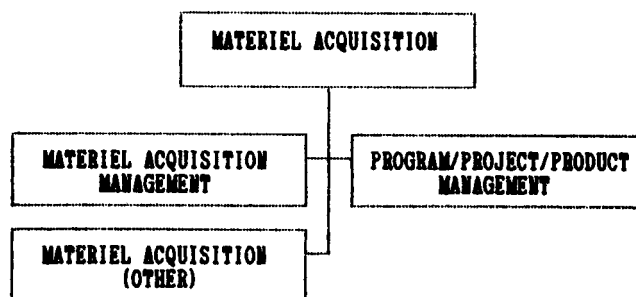 MATERIEL ACQUISITION
MATERIEL ACQUISITION
MANAGEMENT
PROGRAM/PROJECT/PRODUCT
MANAGEMENT
MATERIEL ACQUISITION
(OTHER)